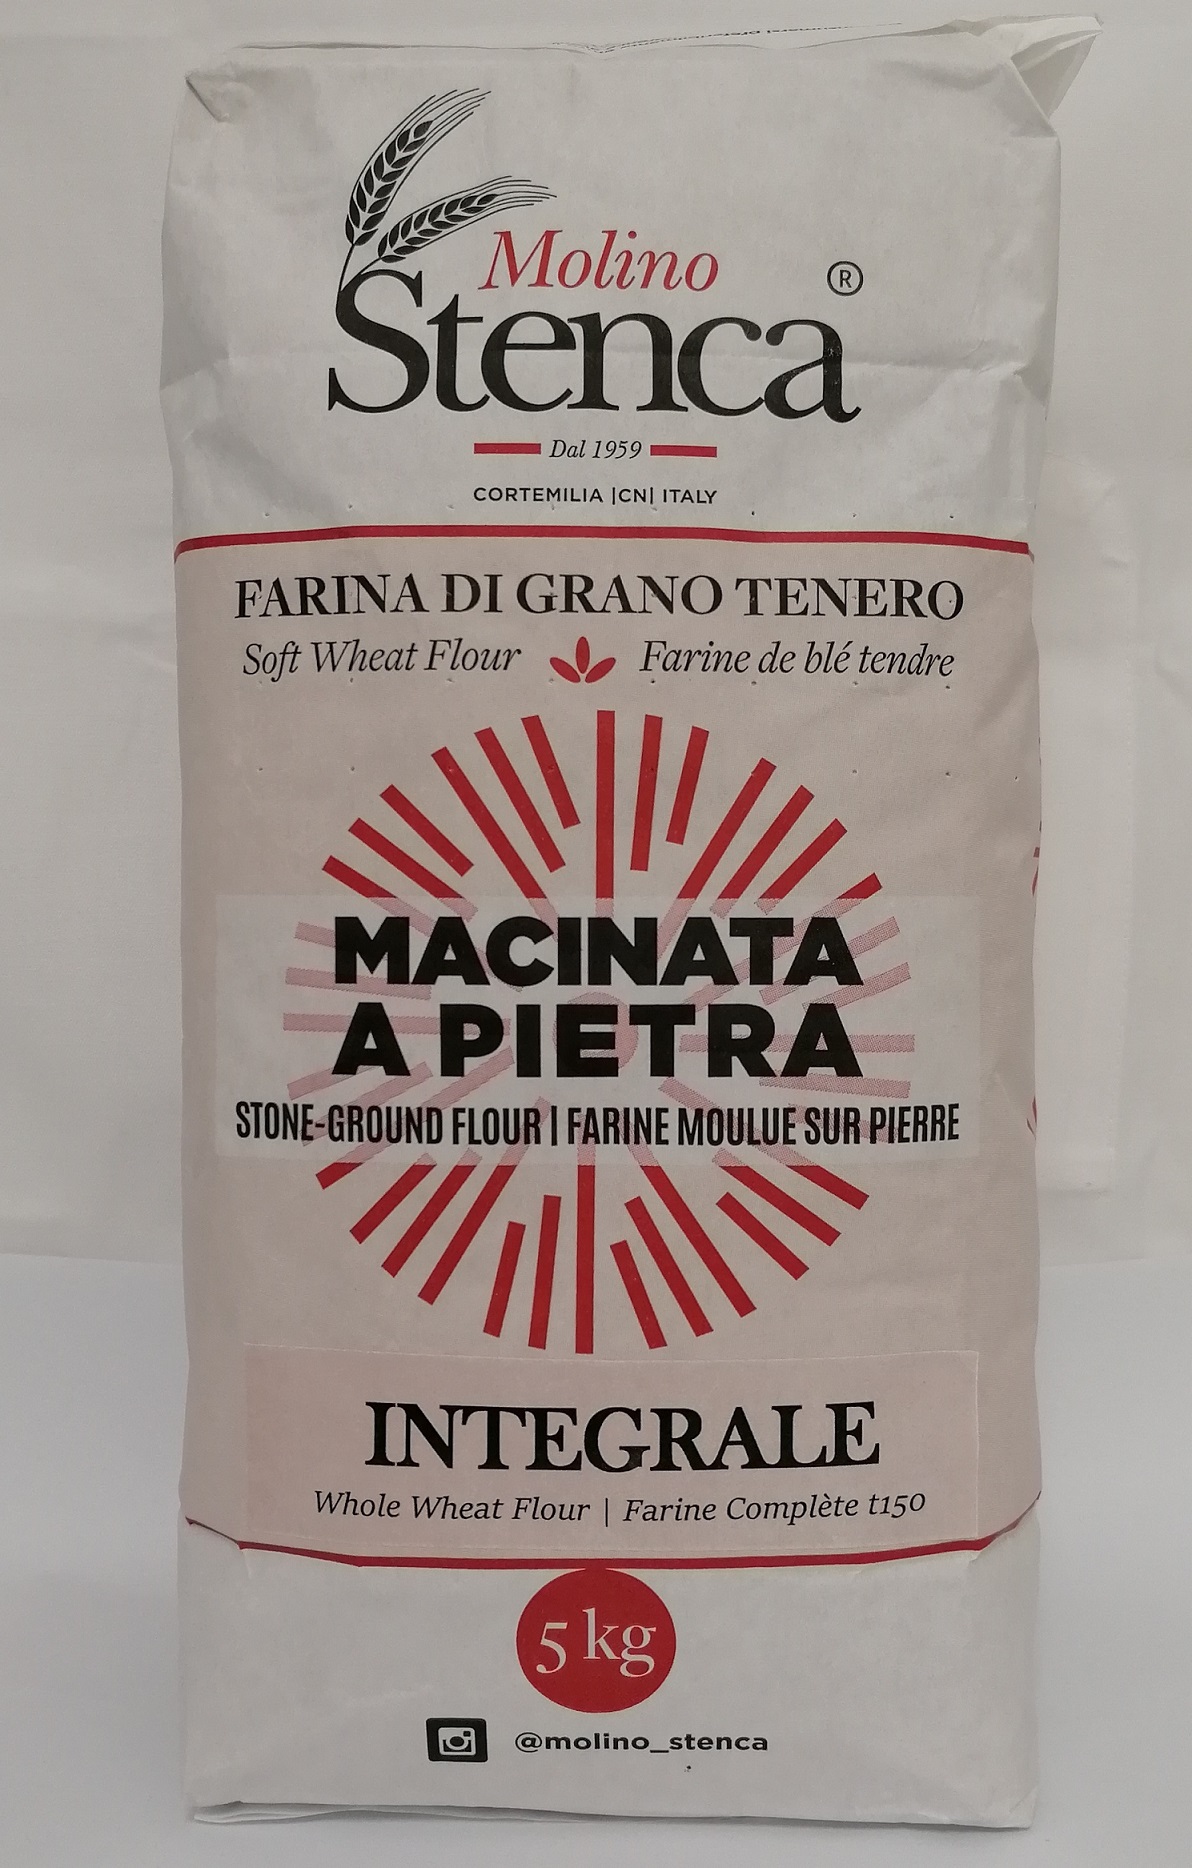 Molino
Stenca ®
Dal 1959
CORTEMILIA |CN| ITALY
FARINA DI GRANO TENERO
Soft Wheat Flour Farine de blé tendre
MACINATA
A PIETRA
STONE-GROUND FLOUR | FARINE MOULUE SUR PIERRE
INTEGRALE
Whole Wheat Flour | Farine Complète t150
5 kg
@molino_stenca